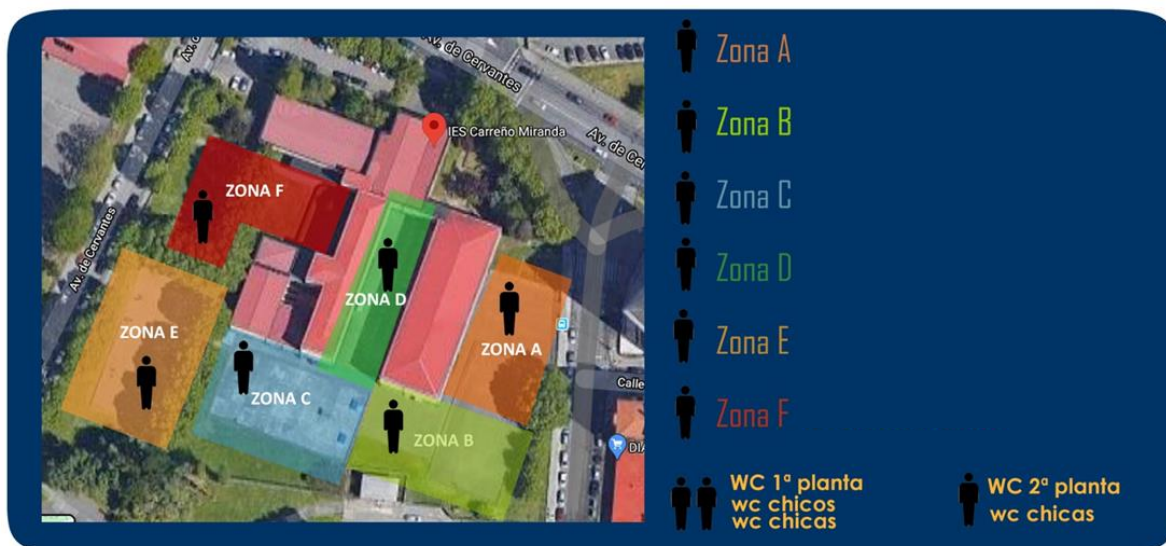 Av. de Cervantes
Av. de Ce
IES Carreño Miranda
Av. de Cervantes
ZONA F
ZONA D
ZONA E
ZONA A
ZONA C
ZONA B
Calle
DIA
Zona A
Zona B
Zona C
Zona D
Zona E
Zona F
WC 1ª planta
wc chicos
wc chicas
WC 2ª planta
wc chicas